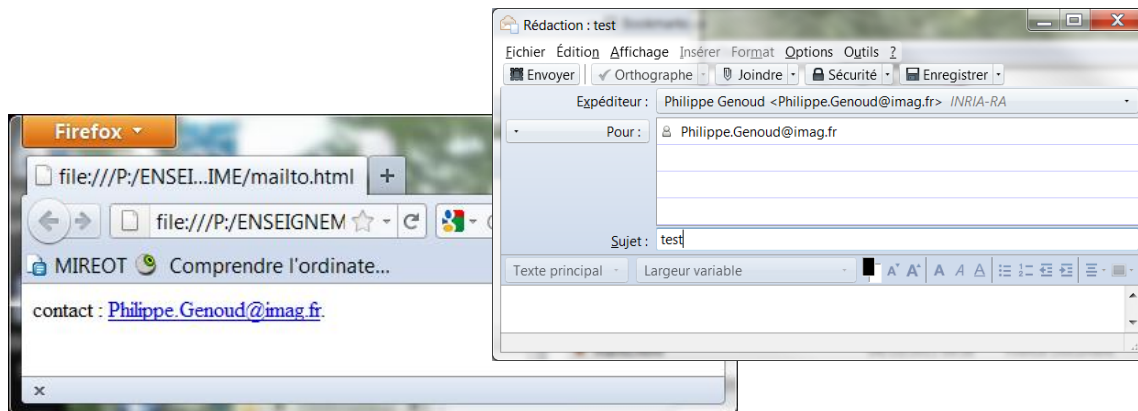 Firefox
file:///P:/ENSEI...IME/mailto.html
file:///P:/ENSEIGNEM
MIREOT Comprendre l'ordinate...
contact : Philippe.Genoud@imag.fr.
x
Rédaction : test
Fichier Édition Affichage Insérer Format Options Outils ?
Envoyer Orthographe Joindre Sécurité Enregistrer
Expéditeur : Philippe Genoud <Philippe.Genoud@imag.fr> INRIA-RA
Pour : Philippe.Genoud@imag.fr
Sujet : test
Texte principal Largeur variable